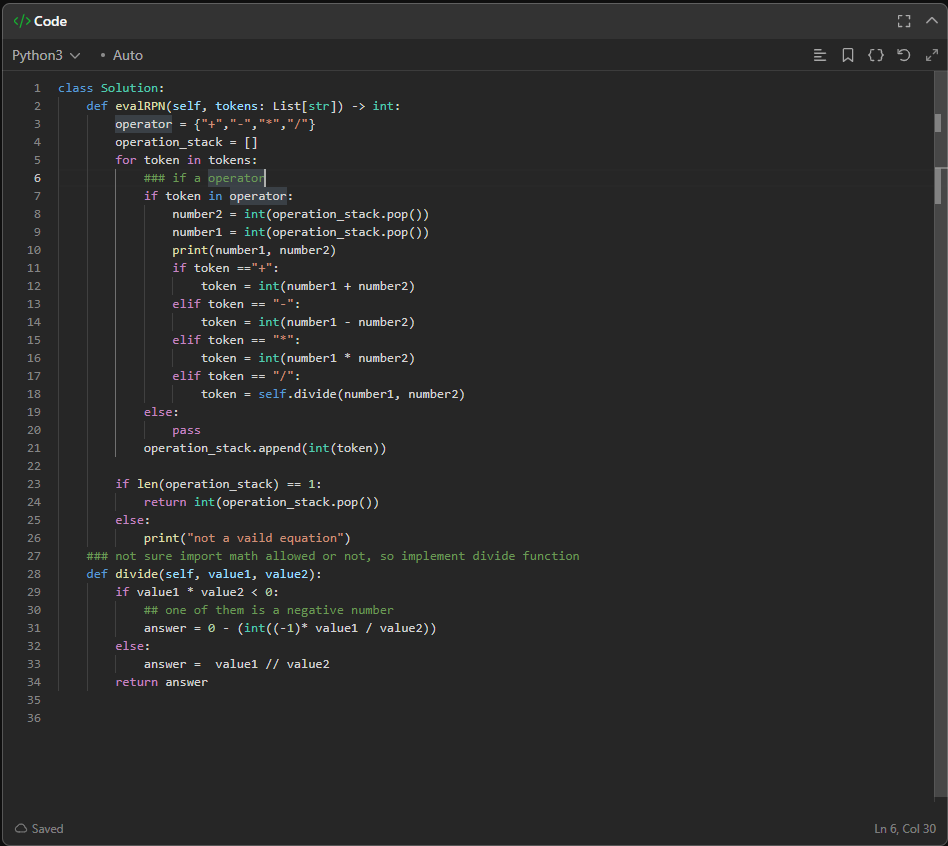 </> Code
Python3 • Auto
1 class Solution:
2     def evalRPN(self, tokens: List[str]) -> int:
3         operator = {"+","-","*","/"}
4         operation_stack = []
5         for token in tokens:
6             ### if a operator
7             if token in operator:
8                 number2 = int(operation_stack.pop())
9                 number1 = int(operation_stack.pop())
10                 print(number1, number2)
11                 if token =="+":
12                     token = int(number1 + number2)
13                 elif token == "-":
14                     token = int(number1 - number2)
15                 elif token == "*":
16                     token = int(number1 * number2)
17                 elif token == "/":
18                     token = self.divide(number1, number2)
19             else:
20                 pass
21             operation_stack.append(int(token))
22
23         if len(operation_stack) == 1:
24             return int(operation_stack.pop())
25         else:
26             print("not a vaild equation")
27     ### not sure import math allowed or not, so implement divide function
28     def divide(self, value1, value2):
29         if value1 * value2 < 0:
30             ## one of them is a negative number
31             answer = 0 - (int((-1)* value1 / value2))
32         else:
33             answer =  value1 // value2
34         return answer
35
36
Saved
Ln 6, Col 30